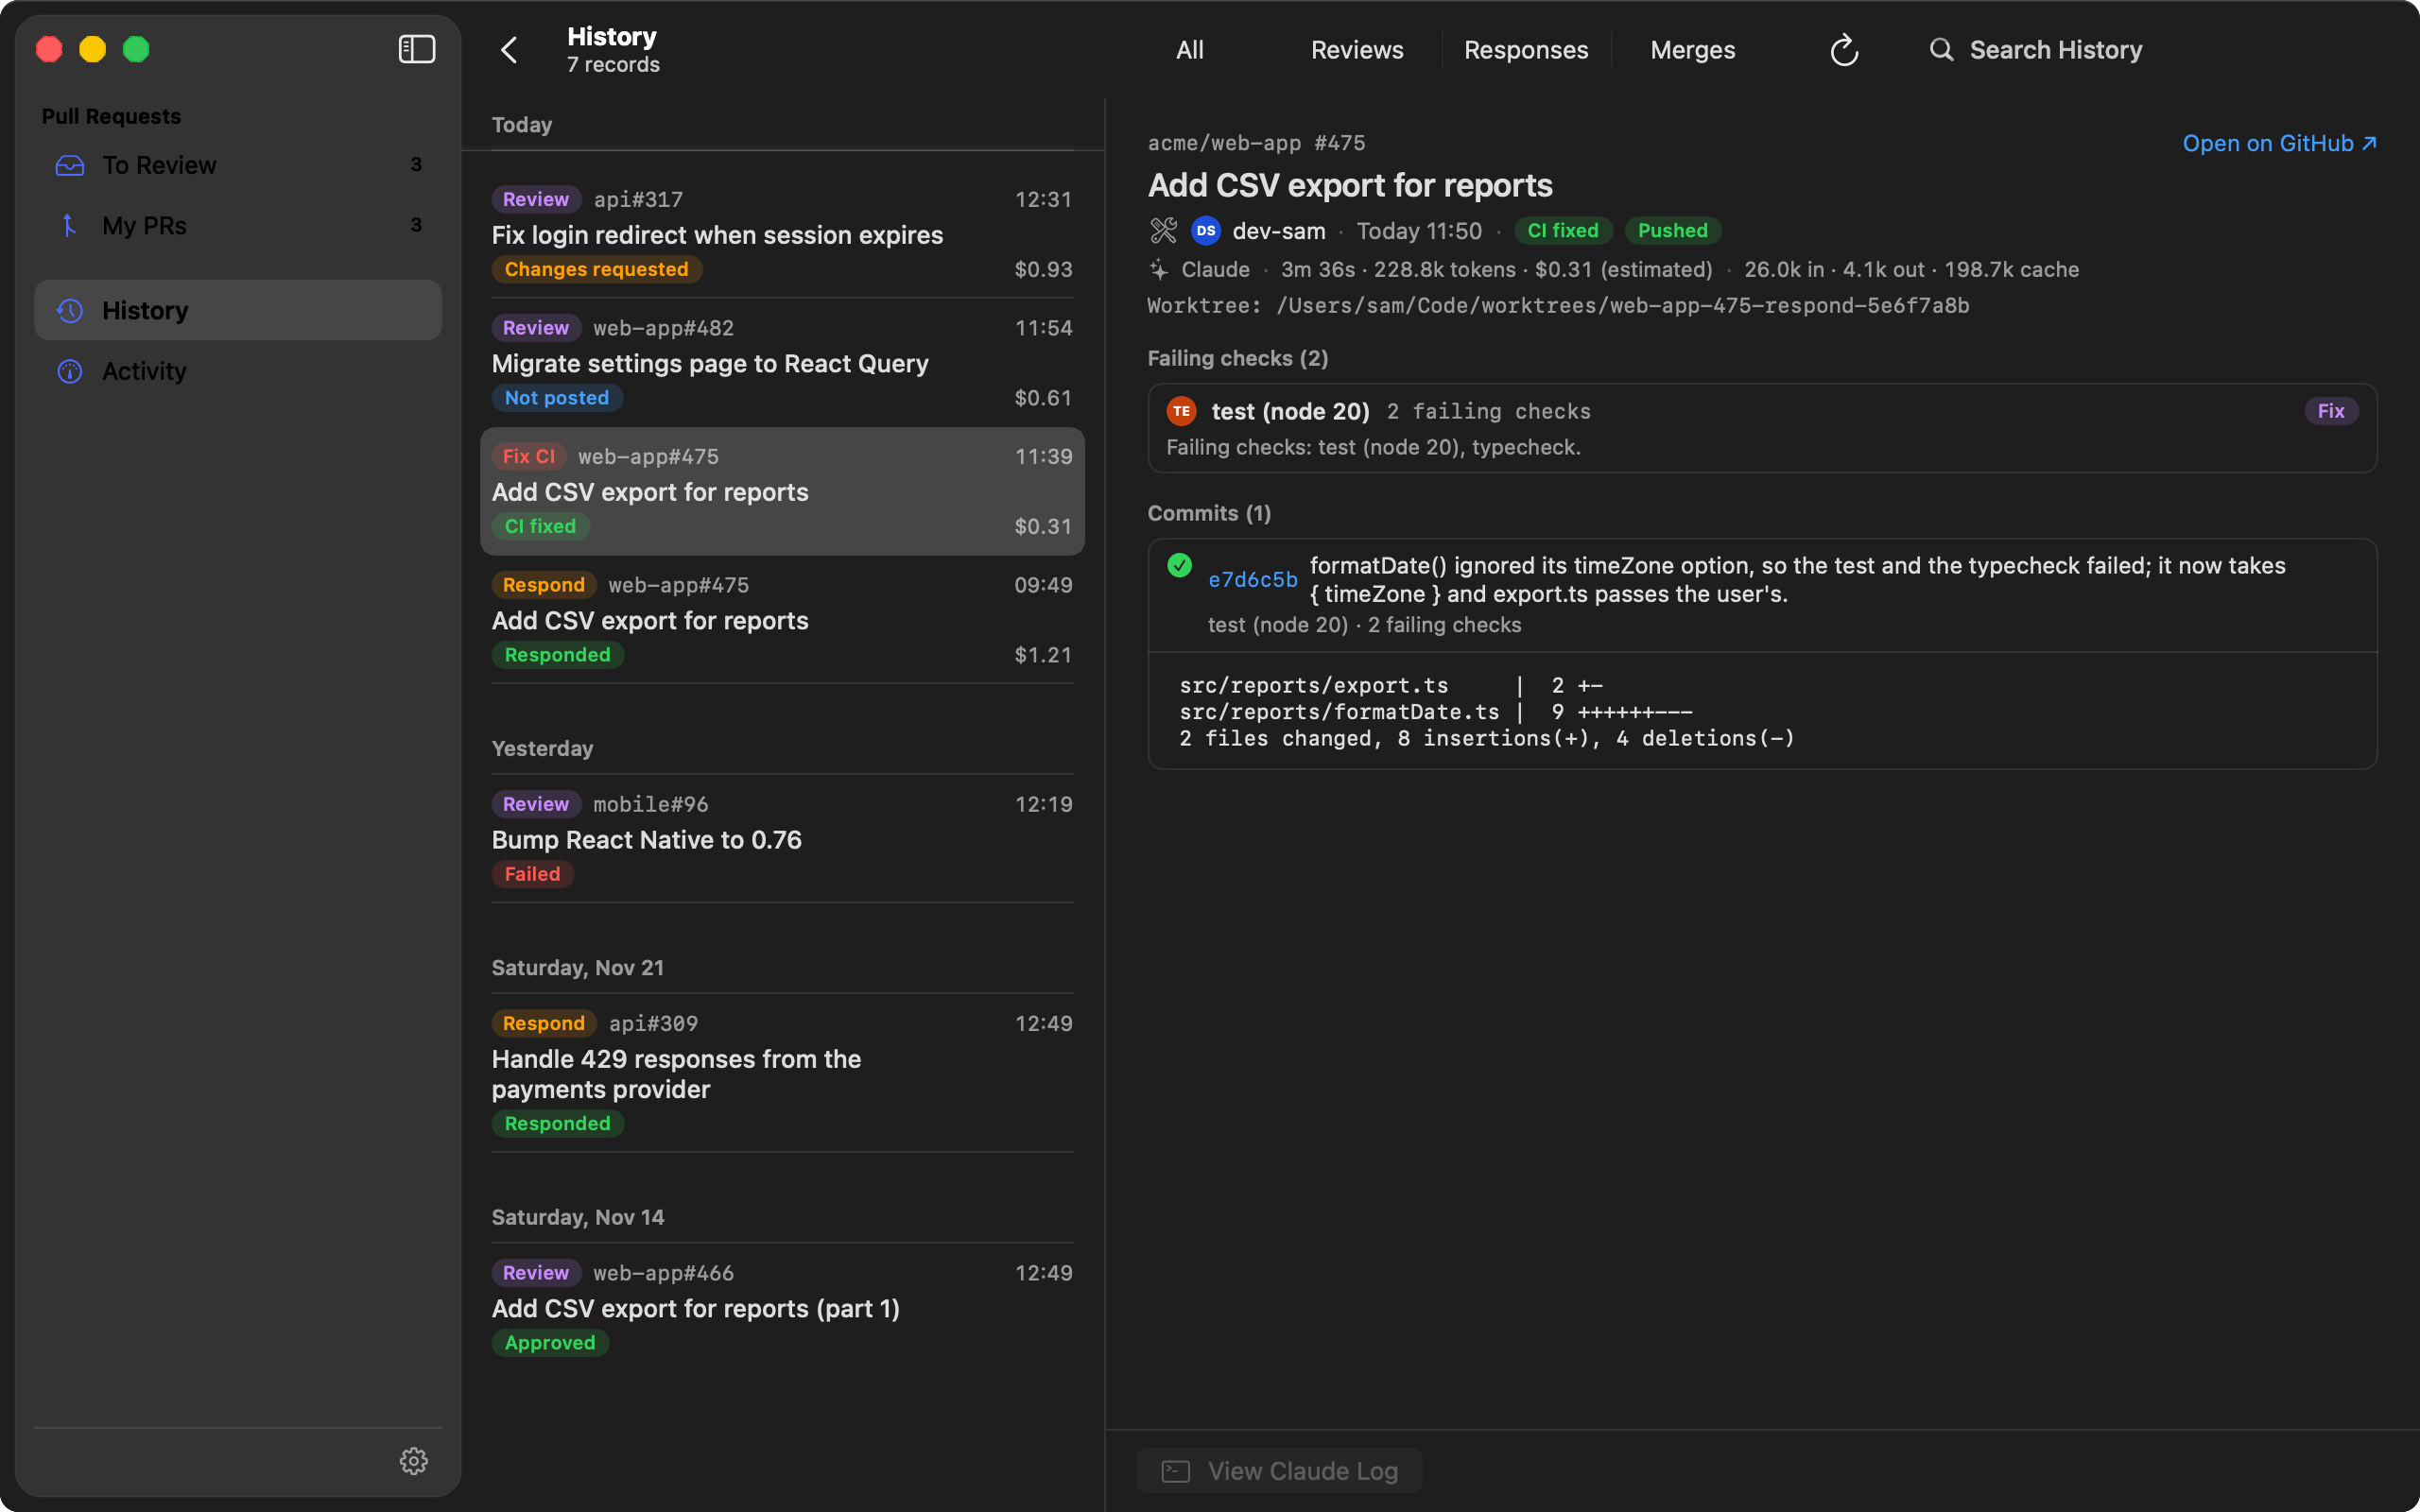 Pull Requests
To Review 3
My PRs 3
History
Activity
History
7 records
All Reviews Responses Merges Search History
Today
Review api#317 12:31
Fix login redirect when session expires
Changes requested $0.93
Review web-app#482 11:54
Migrate settings page to React Query
Not posted $0.61
Fix CI web-app#475 11:39
Add CSV export for reports
CI fixed $0.31
Respond web-app#475 09:49
Add CSV export for reports
Responded $1.21
Yesterday
Review mobile#96 12:19
Bump React Native to 0.76
Failed
Saturday, Nov 21
Respond api#309 12:49
Handle 429 responses from the
payments provider
Responded
Saturday, Nov 14
Review web-app#466 12:49
Add CSV export for reports (part 1)
Approved
acme/web-app #475 Open on GitHub ↗
Add CSV export for reports
DS dev-sam · Today 11:50 · CI fixed Pushed
Claude · 3m 36s · 228.8k tokens · $0.31 (estimated) · 26.0k in · 4.1k out · 198.7k cache
Worktree: /Users/sam/Code/worktrees/web-app-475-respond-5e6f7a8b
Failing checks (2)
TE test (node 20) 2 failing checks Fix
Failing checks: test (node 20), typecheck.
Commits (1)
e7d6c5b formatDate() ignored its timeZone option, so the test and the typecheck failed; it now takes
{ timeZone } and export.ts passes the user's.
test (node 20) · 2 failing checks
src/reports/export.ts | 2 +-
src/reports/formatDate.ts | 9 ++++++---
2 files changed, 8 insertions(+), 4 deletions(-)
View Claude Log